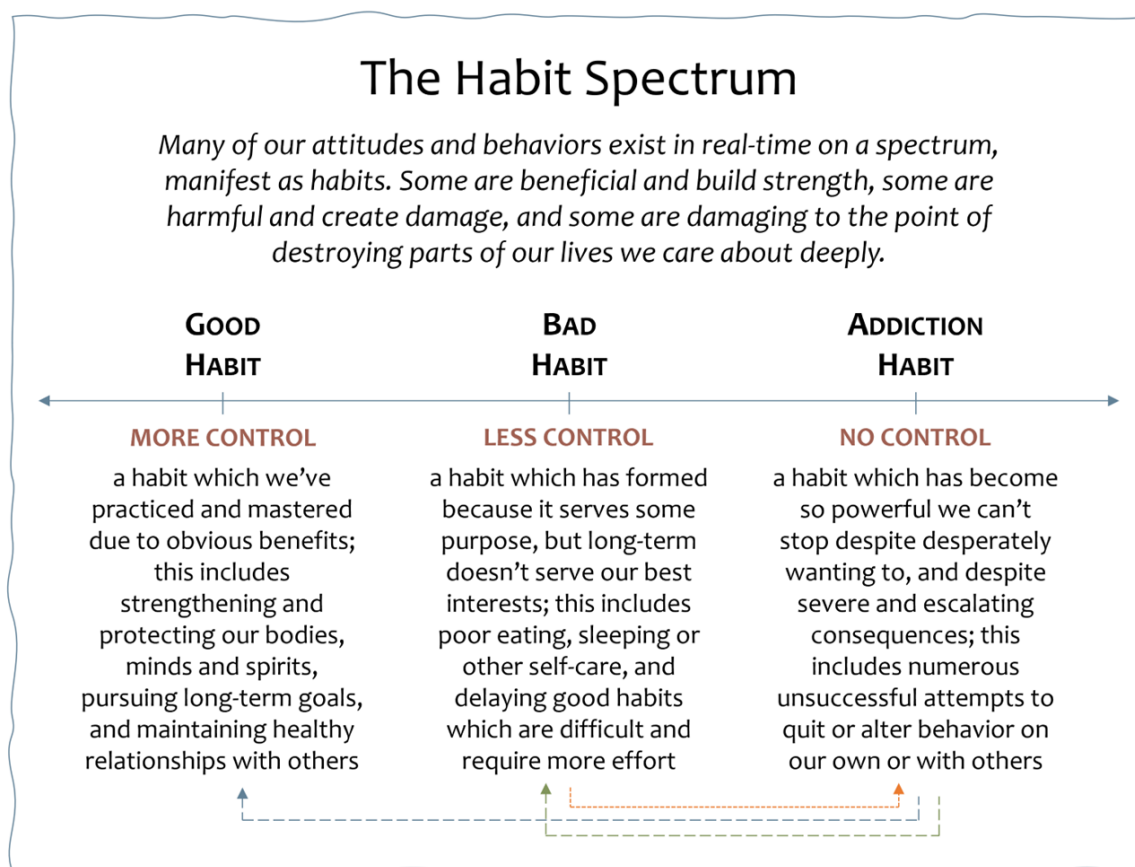 The Habit Spectrum
Many of our attitudes and behaviors exist in real-time on a spectrum,
manifest as habits. Some are beneficial and build strength, some are
harmful and create damage, and some are damaging to the point of
destroying parts of our lives we care about deeply.
GOOD
HABIT
MORE CONTROL
a habit which we’ve
practiced and mastered
due to obvious benefits;
this includes
strengthening and
protecting our bodies,
minds and spirits,
pursuing long-term goals,
and maintaining healthy
relationships with others
BAD
HABIT
LESS CONTROL
a habit which has formed
because it serves some
purpose, but long-term
doesn’t serve our best
interests; this includes
poor eating, sleeping or
other self-care, and
delaying good habits
which are difficult and
require more effort
ADDICTION
HABIT
NO CONTROL
a habit which has become
so powerful we can’t
stop despite desperately
wanting to, and despite
severe and escalating
consequences; this
includes numerous
unsuccessful attempts to
quit or alter behavior on
our own or with others